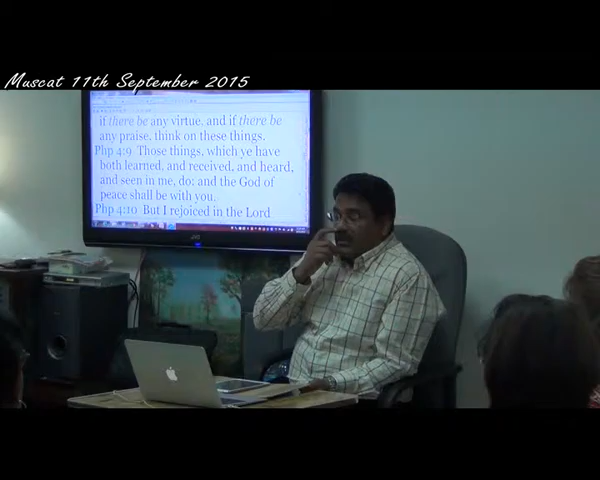 Muscat 11th September 2015
if there be any virtue, and if there be
any praise, think on these things.
Php 4:9 Those things, which ye have
both learned, and received, and heard,
and seen in me, do: and the God of
peace shall be with you.
Php 4:10 But I rejoiced in the Lord